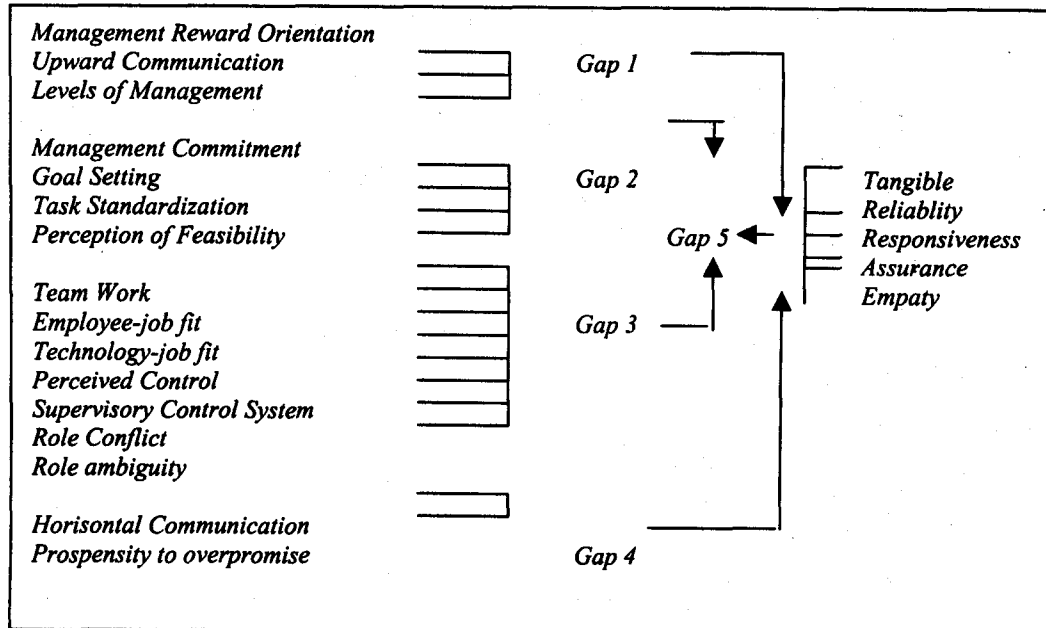 Management Reward Orientation
Upward Communication
Levels of Management
Gap 1
Management Commitment
Goal Setting
Task Standardization
Perception of Feasibility
Gap 2
Gap 5
Tangible
Reliablity
Responsiveness
Assurance
Empaty
Team Work
Employee-job fit
Technology-job fit
Perceived Control
Supervisory Control System
Role Conflict
Role ambiguity
Gap 3
Horisontal Communication
Prospensity to overpromise
Gap 4